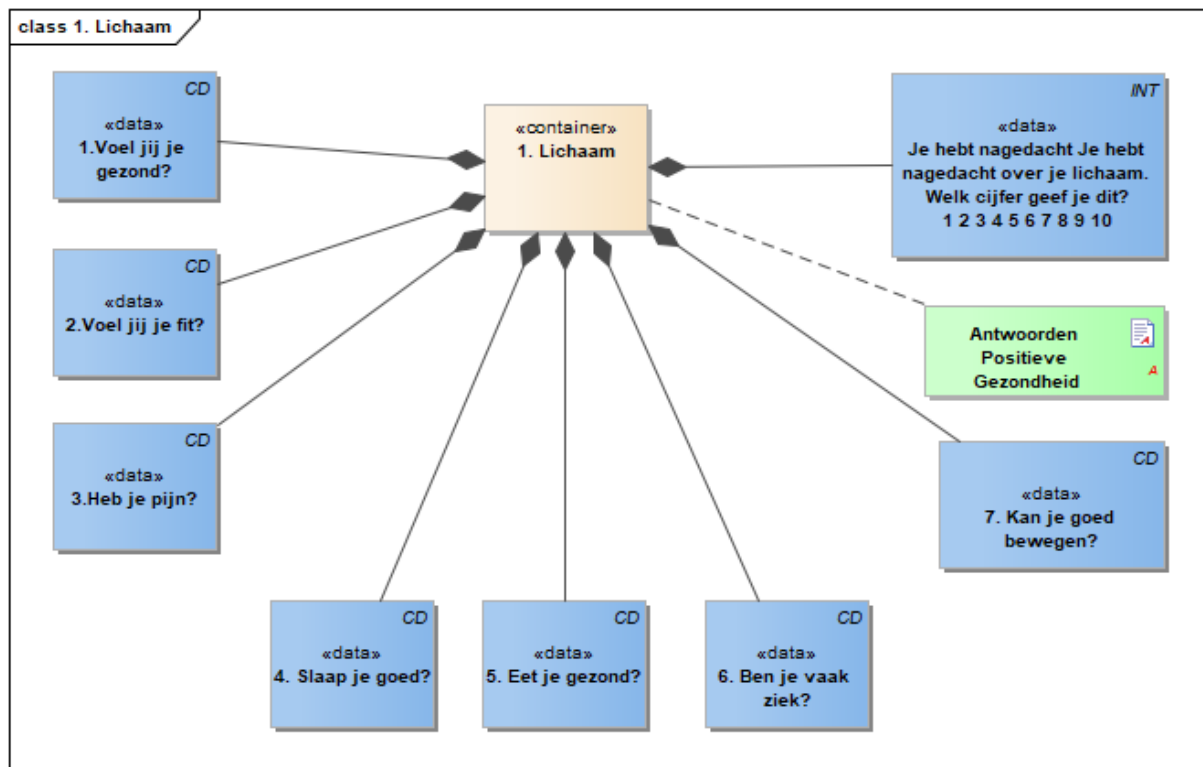 class 1. Lichaam
CD
«data»
1.Voel jij je
gezond?
«container»
1. Lichaam
INT
«data»
Je hebt nagedacht Je hebt
nagedacht over je lichaam.
Welk cijfer geef je dit?
1 2 3 4 5 6 7 8 9 10
CD
«data»
2.Voel jij je fit?
Antwoorden
Positieve
Gezondheid
A
CD
«data»
3.Heb je pijn?
CD
«data»
7. Kan je goed
bewegen?
CD
«data»
4. Slaap je goed?
CD
«data»
5. Eet je gezond?
CD
«data»
6. Ben je vaak
ziek?